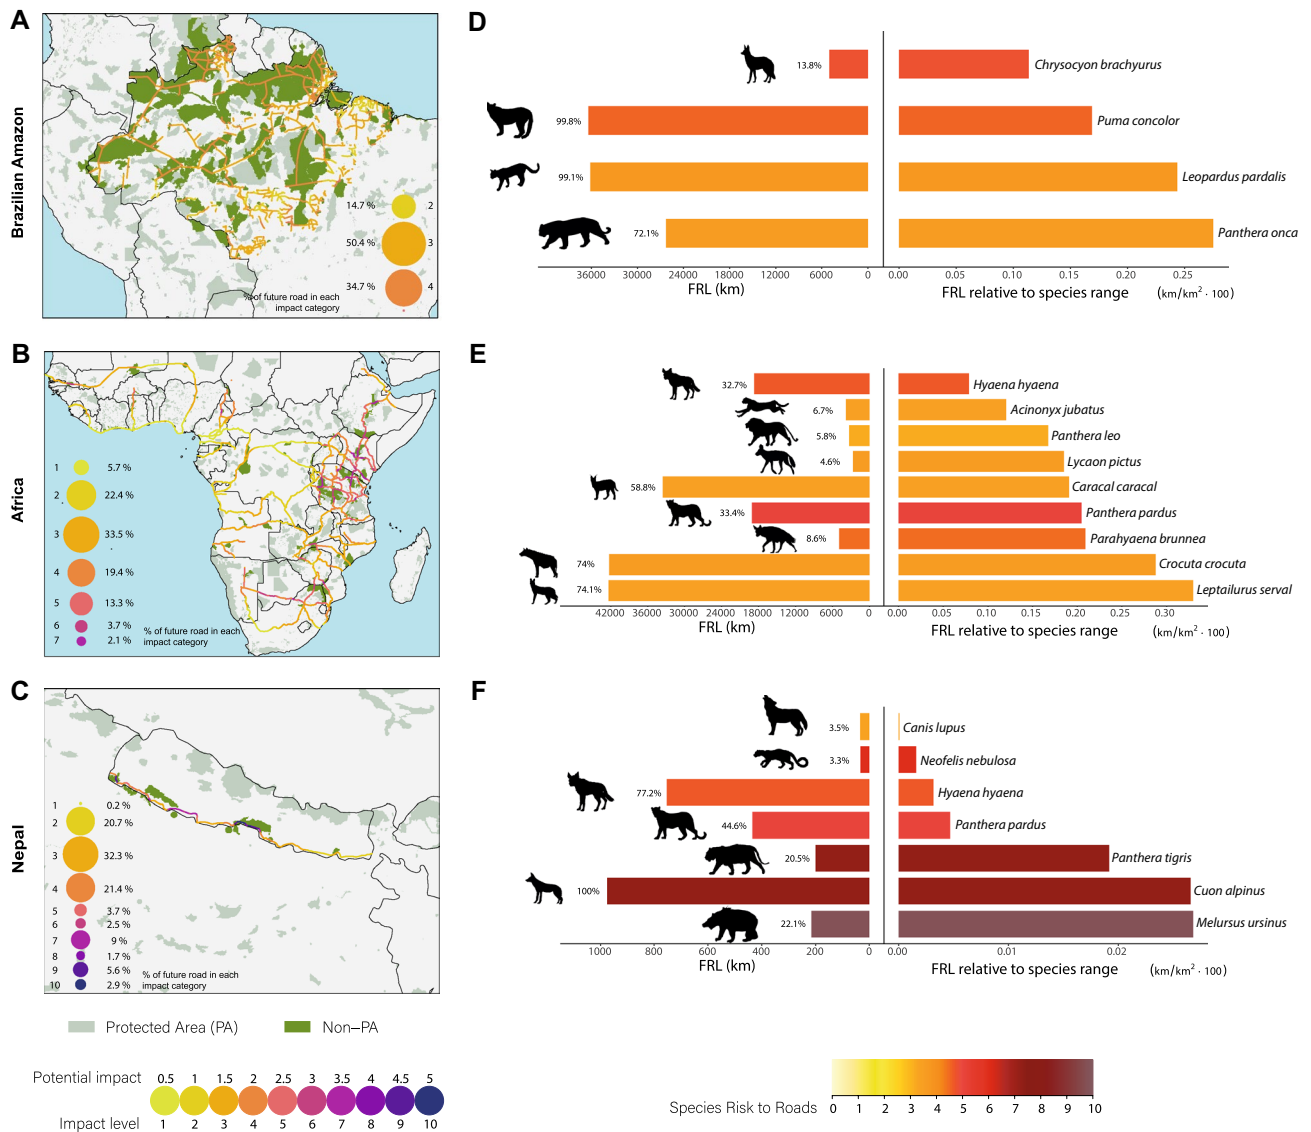 A
Brazilian Amazon
14.7 % 2
50.4 % 3
34.7 % 4
% of future road in each
impact category
D
13.8% Chrysocyon brachyurus
99.8% Puma concolor
99.1% Leopardus pardalis
72.1% Panthera onca
36000 30000 24000 18000 12000 6000 0 0.00 0.05 0.10 0.15 0.20 0.25
FRL (km) FRL relative to species range (km/km² · 100)
B
Africa
1 5.7 %
2 22.4 %
3 33.5 %
4 19.4 %
5 13.3 %
6 3.7 %
7 2.1 %
% of future road in each
impact category
E
32.7% Hyaena hyaena
6.7% Acinonyx jubatus
5.8% Panthera leo
4.6% Lycaon pictus
58.8% Caracal caracal
33.4% Panthera pardus
8.6% Parahyaena brunnea
74% Crocuta crocuta
74.1% Leptailurus serval
42000 36000 30000 24000 18000 12000 6000 0 0.00 0.05 0.10 0.15 0.20 0.25 0.30
FRL (km) FRL relative to species range (km/km² · 100)
C
Nepal
1 0.2 %
2 20.7 %
3 32.3 %
4 21.4 %
5 3.7 %
6 2.5 %
7 9 %
8 1.7 %
9 5.6 %
10 2.9 %
% of future road in each
impact category
F
3.5% Canis lupus
3.3% Neofelis nebulosa
77.2% Hyaena hyaena
44.6% Panthera pardus
20.5% Panthera tigris
100% Cuon alpinus
22.1% Melursus ursinus
1000 800 600 400 200 0 0.00 0.01 0.02
FRL (km) FRL relative to species range (km/km² · 100)
Protected Area (PA) Non–PA
Potential impact 0.5 1 1.5 2 2.5 3 3.5 4 4.5 5
Impact level 1 2 3 4 5 6 7 8 9 10
Species Risk to Roads 0 1 2 3 4 5 6 7 8 9 10